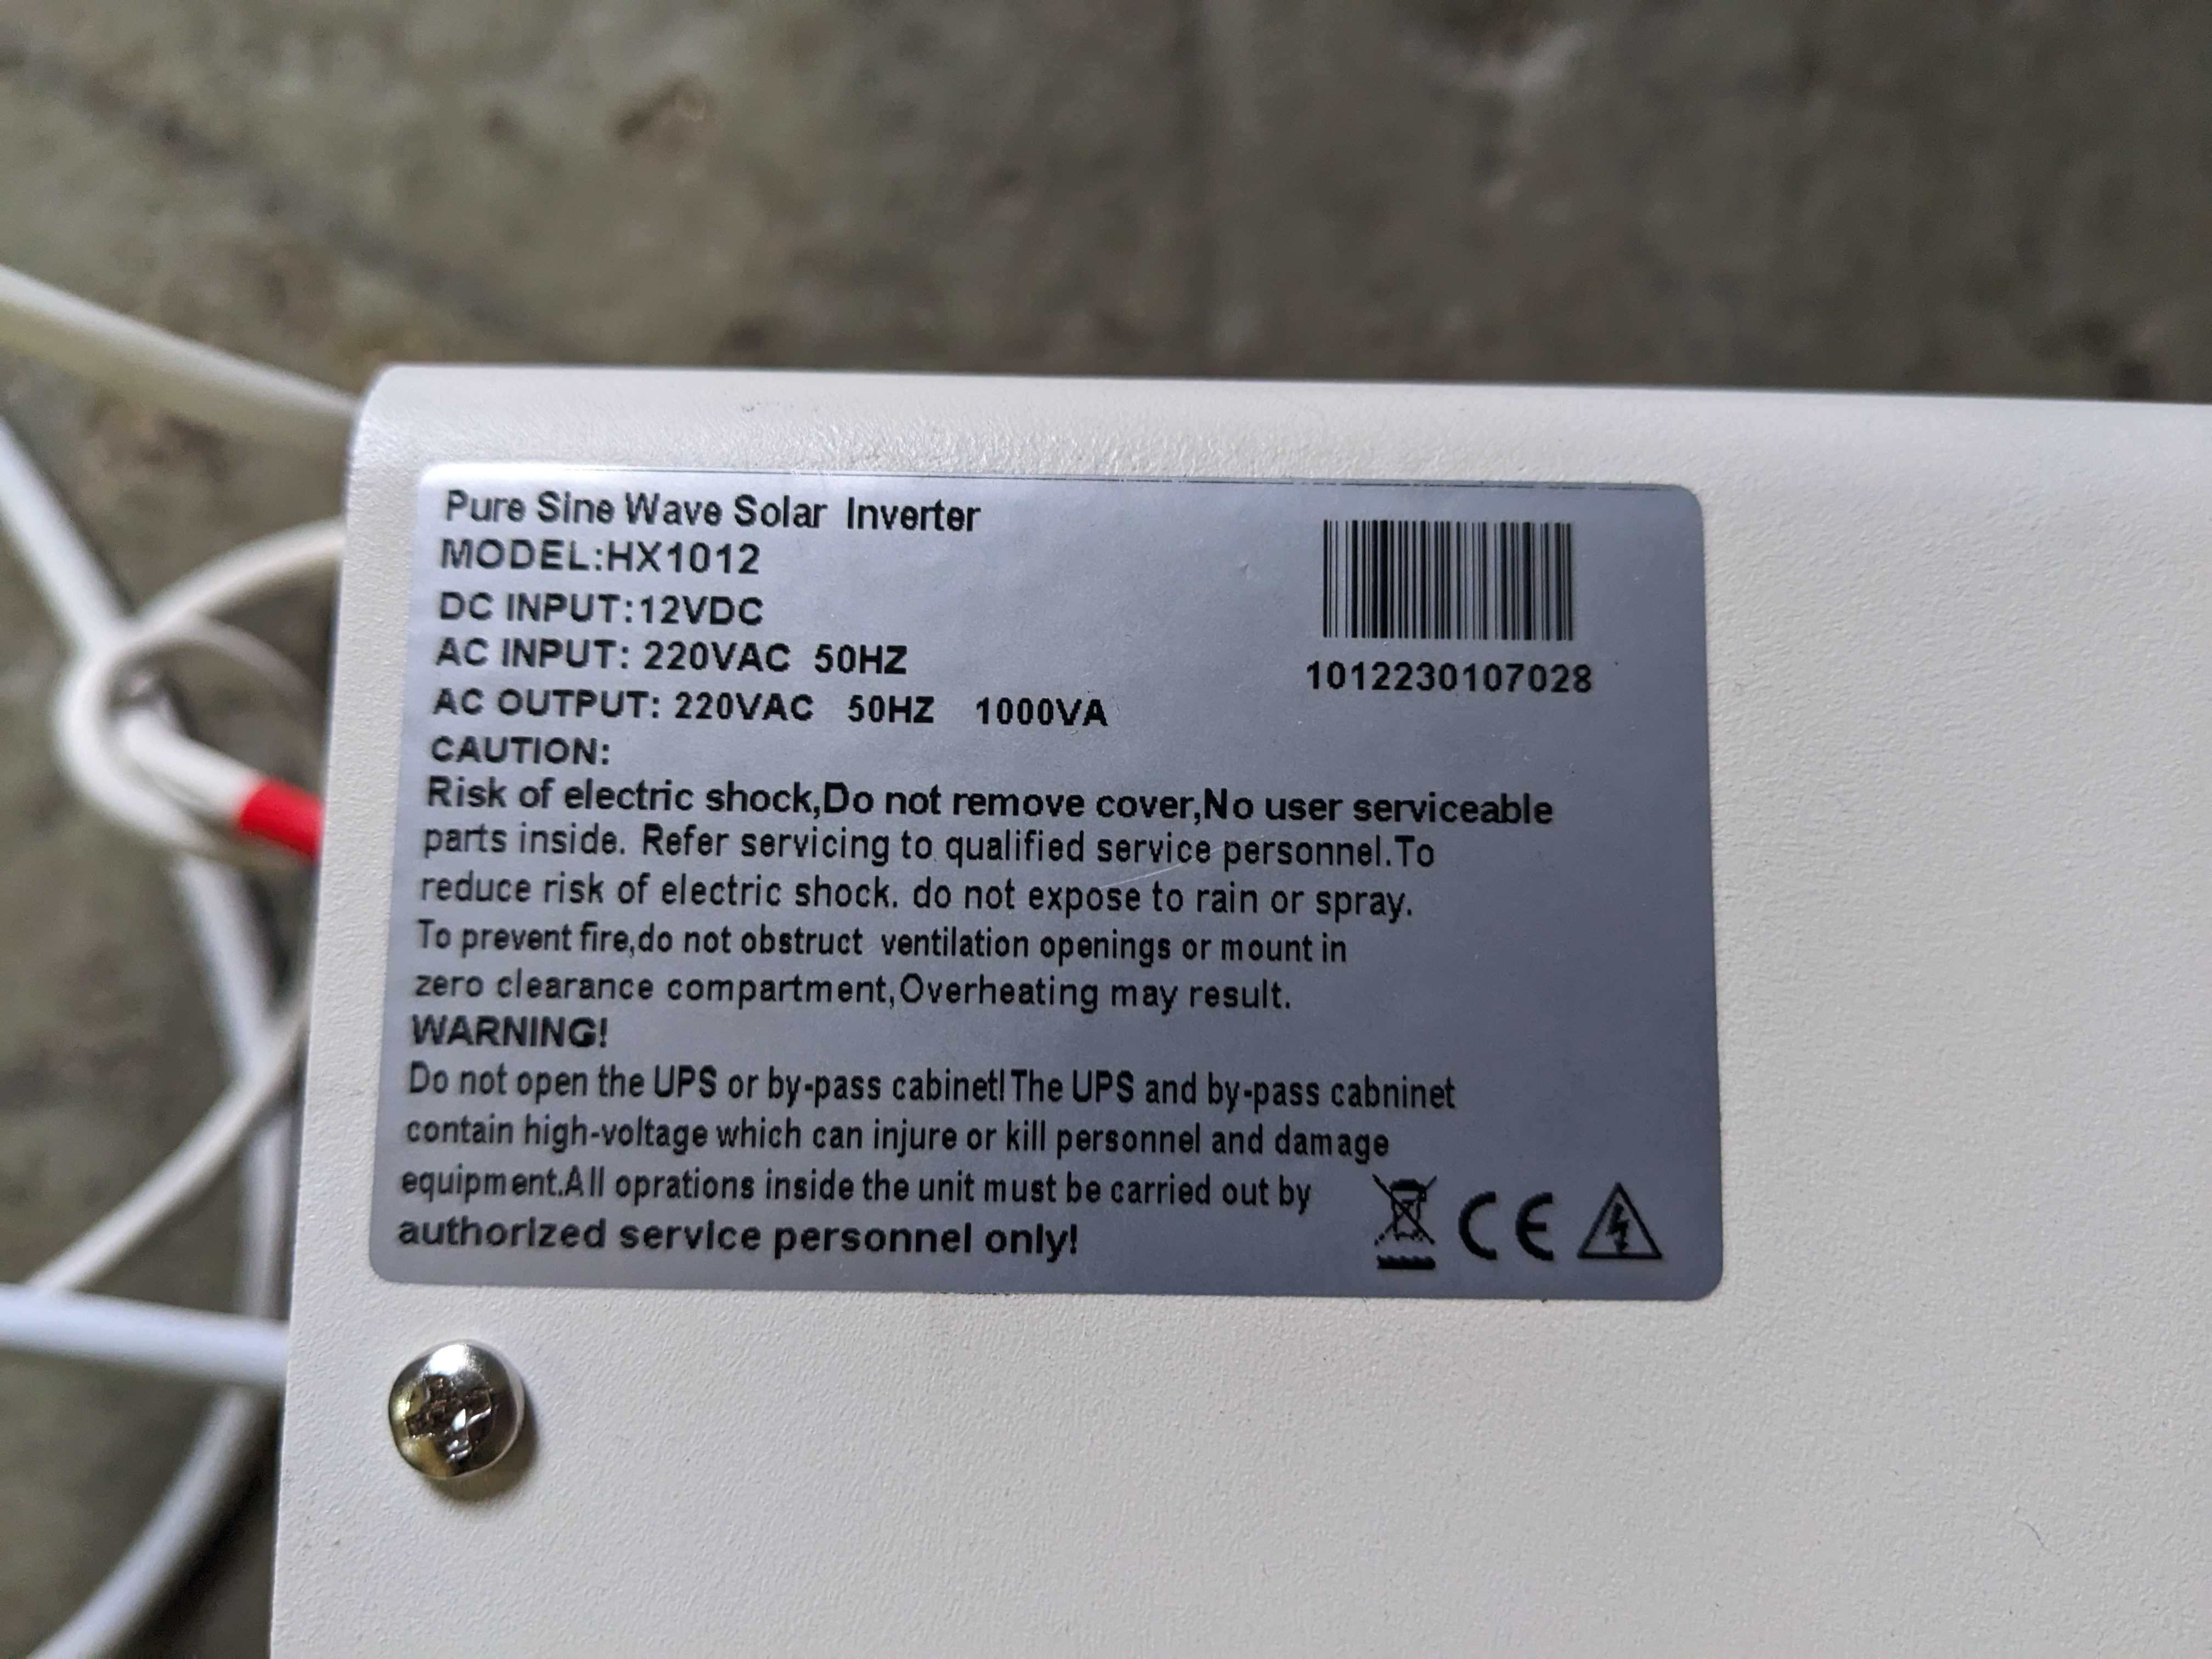 Pure Sine Wave Solar Inverter
MODEL:HX1012
DC INPUT:12VDC
AC INPUT: 220VAC 50HZ
AC OUTPUT: 220VAC 50HZ 1000VA
1012230107028
CAUTION:
Risk of electric shock,Do not remove cover,No user serviceable
parts inside. Refer servicing to qualified service personnel.To
reduce risk of electric shock. do not expose to rain or spray.
To prevent fire,do not obstruct ventilation openings or mount in
zero clearance compartment,Overheating may result.
WARNING!
Do not open the UPS or by-pass cabinet! The UPS and by-pass cabninet
contain high-voltage which can injure or kill personnel and damage
equipment.All oprations inside the unit must be carried out by
authorized service personnel only!
CE